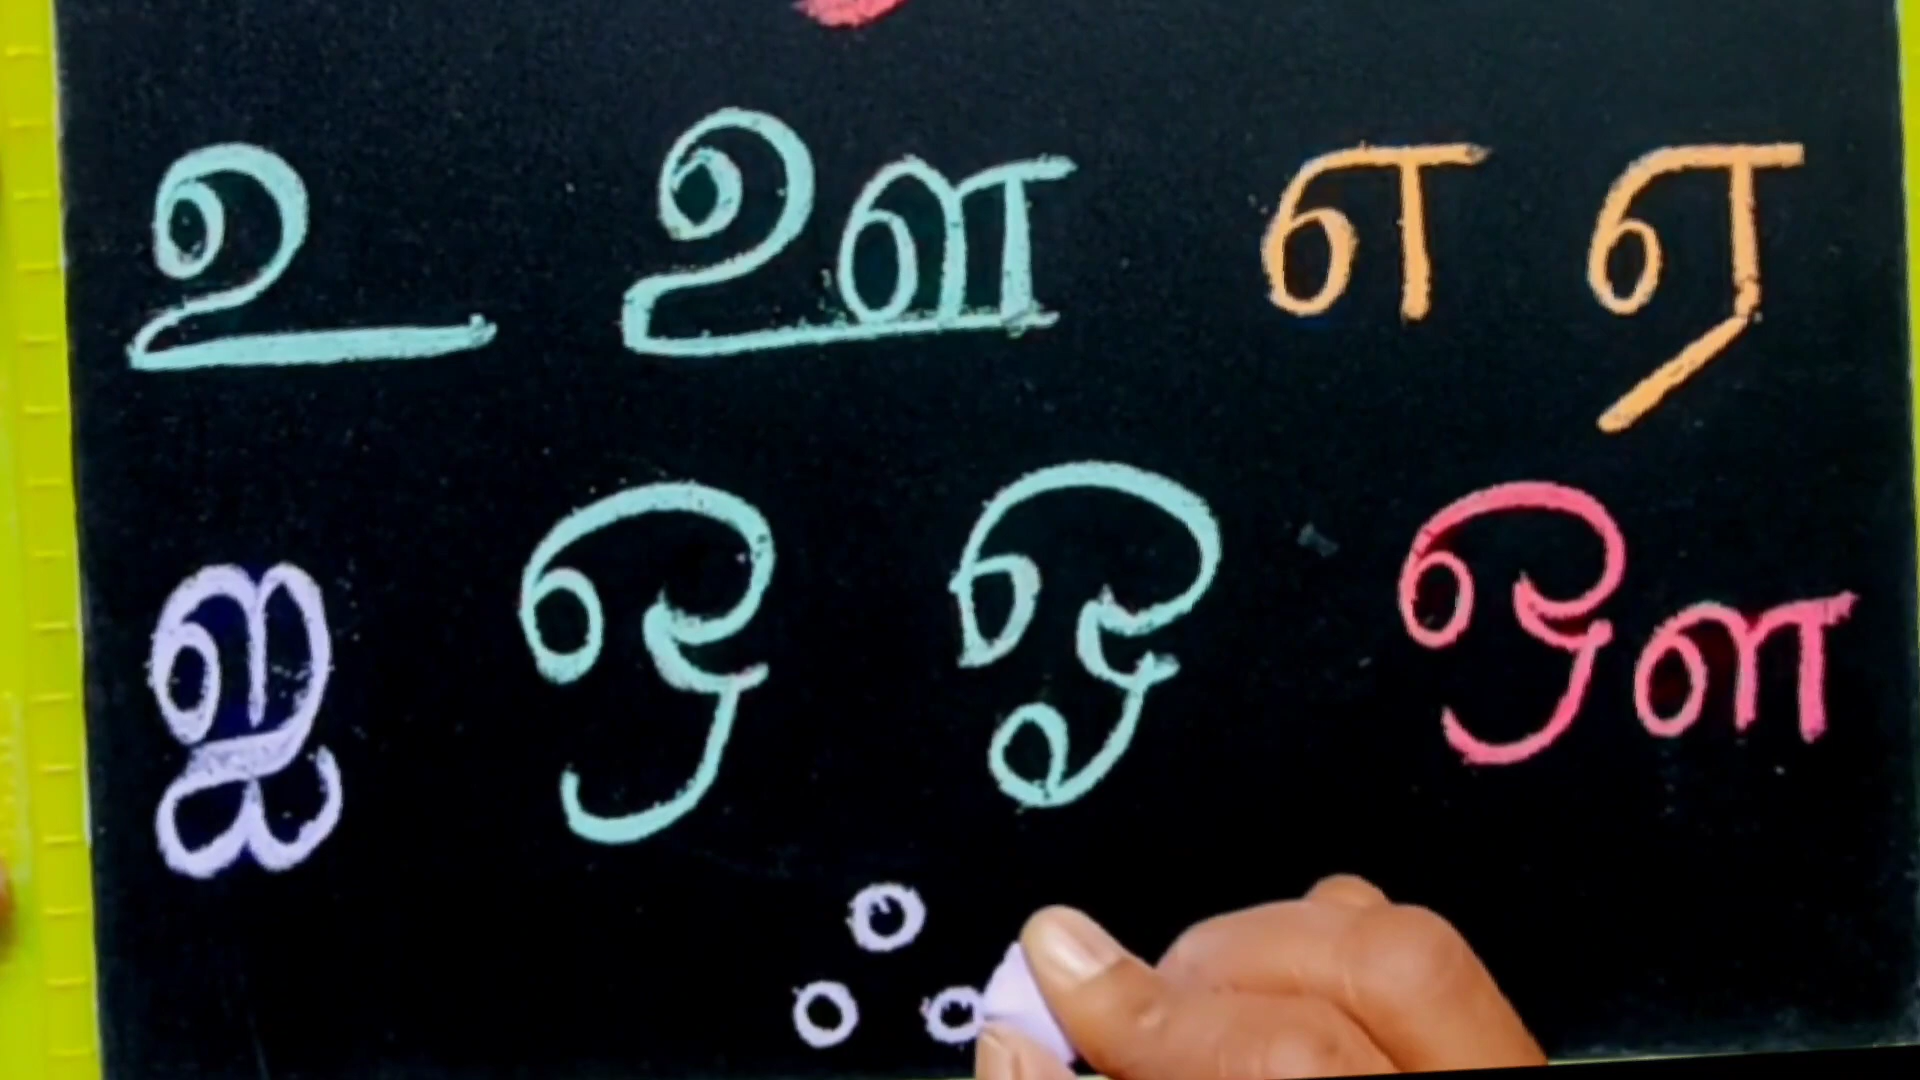 உ ஊ எ ஏ
ஐ ஒ ஓ ஔ
ஃ